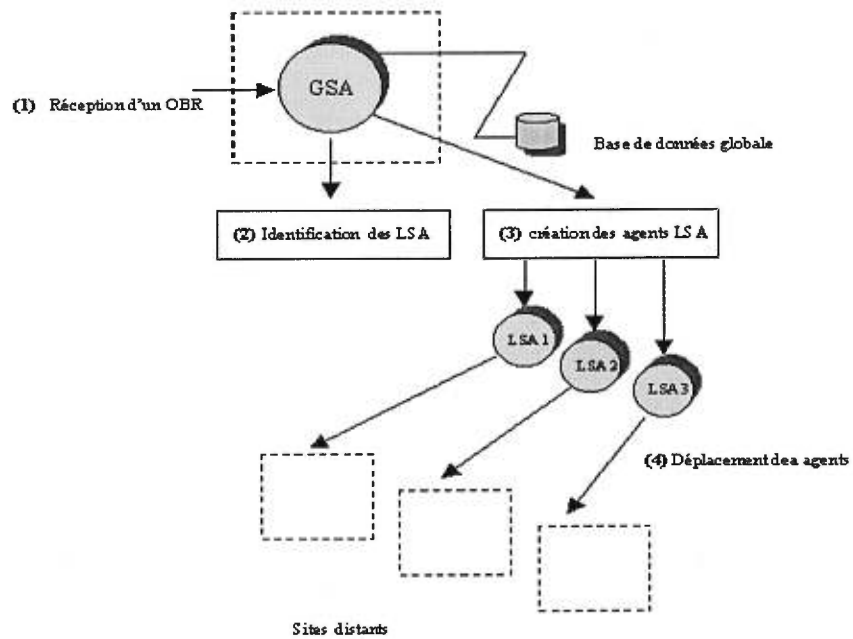 GSA
(1) Réception d'un OBR
Base de données globale
(2) Identification des LSA
(3) création des agents LSA
LSA 1
LSA 2
LSA 3
(4) Déplacement dea agents
Sites distants